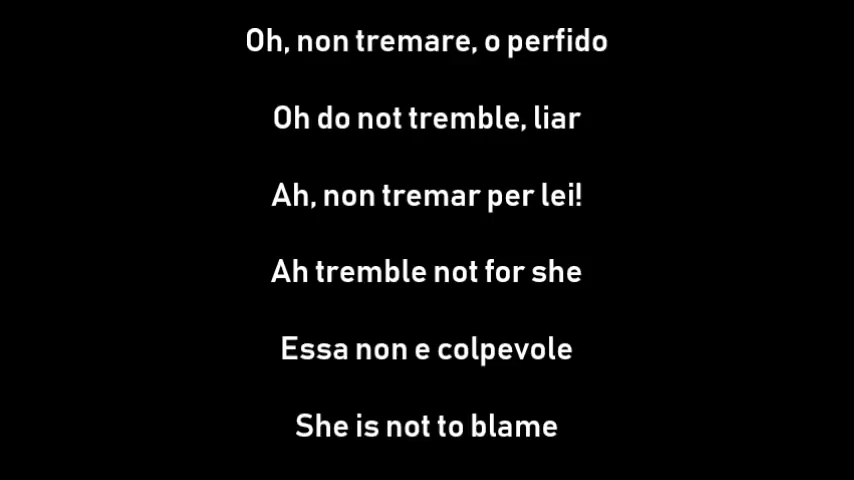 Oh, non tremare, o perfido
Oh do not tremble, liar
Ah, non tremar per lei!
Ah tremble not for she
Essa non e colpevole
She is not to blame